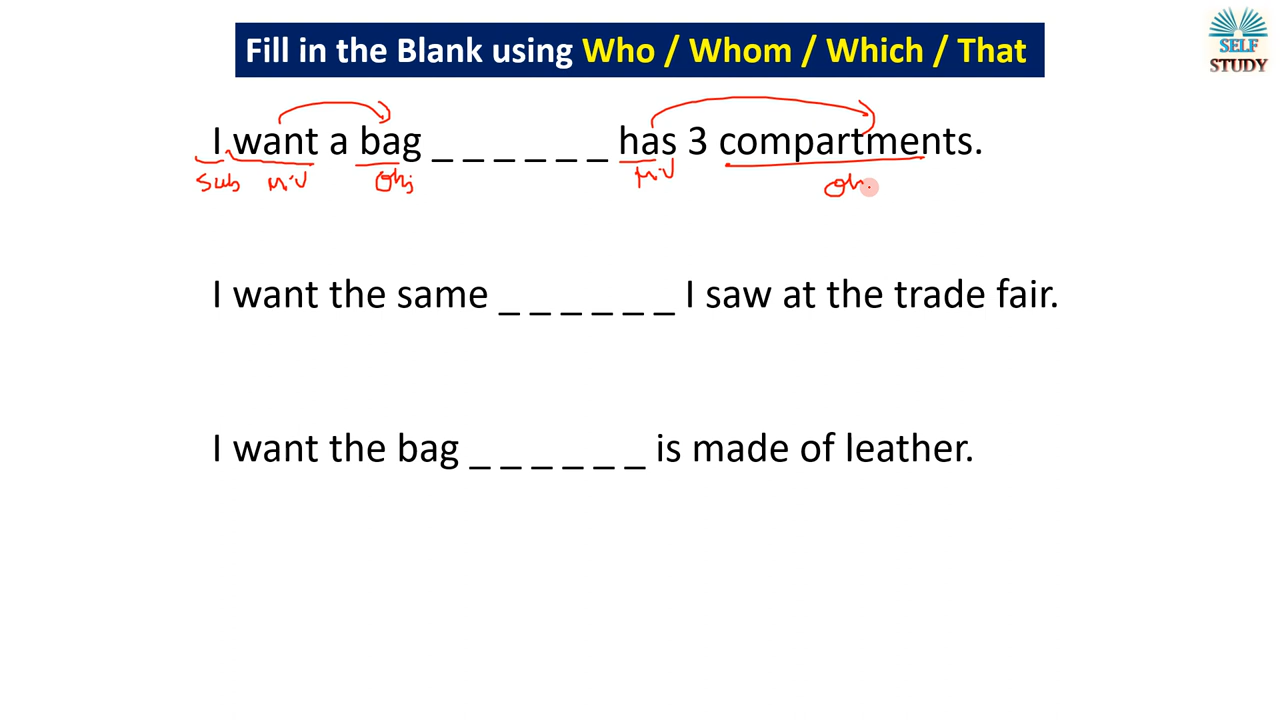 Fill in the Blank using Who / Whom / Which / That
SELF
STUDY
I want a bag _ _ _ _ _ _ has 3 compartments.
Sub M.V Obj M.V Ob
I want the same _ _ _ _ _ _ I saw at the trade fair.
I want the bag _ _ _ _ _ _ is made of leather.